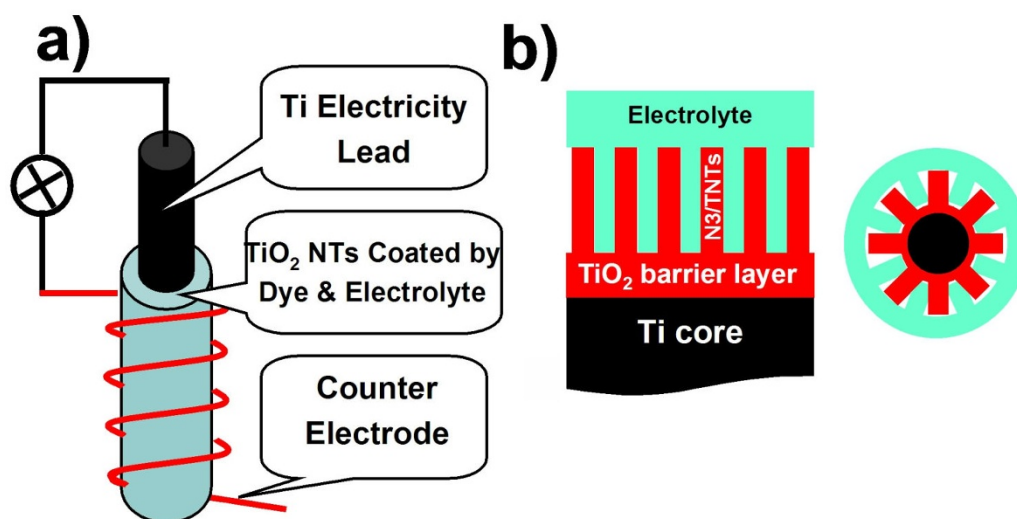 a)
Ti Electricity
Lead
TiO₂ NTs Coated by
Dye & Electrolyte
Counter
Electrode
b)
Electrolyte
N3/TNTs
TiO₂ barrier layer
Ti core